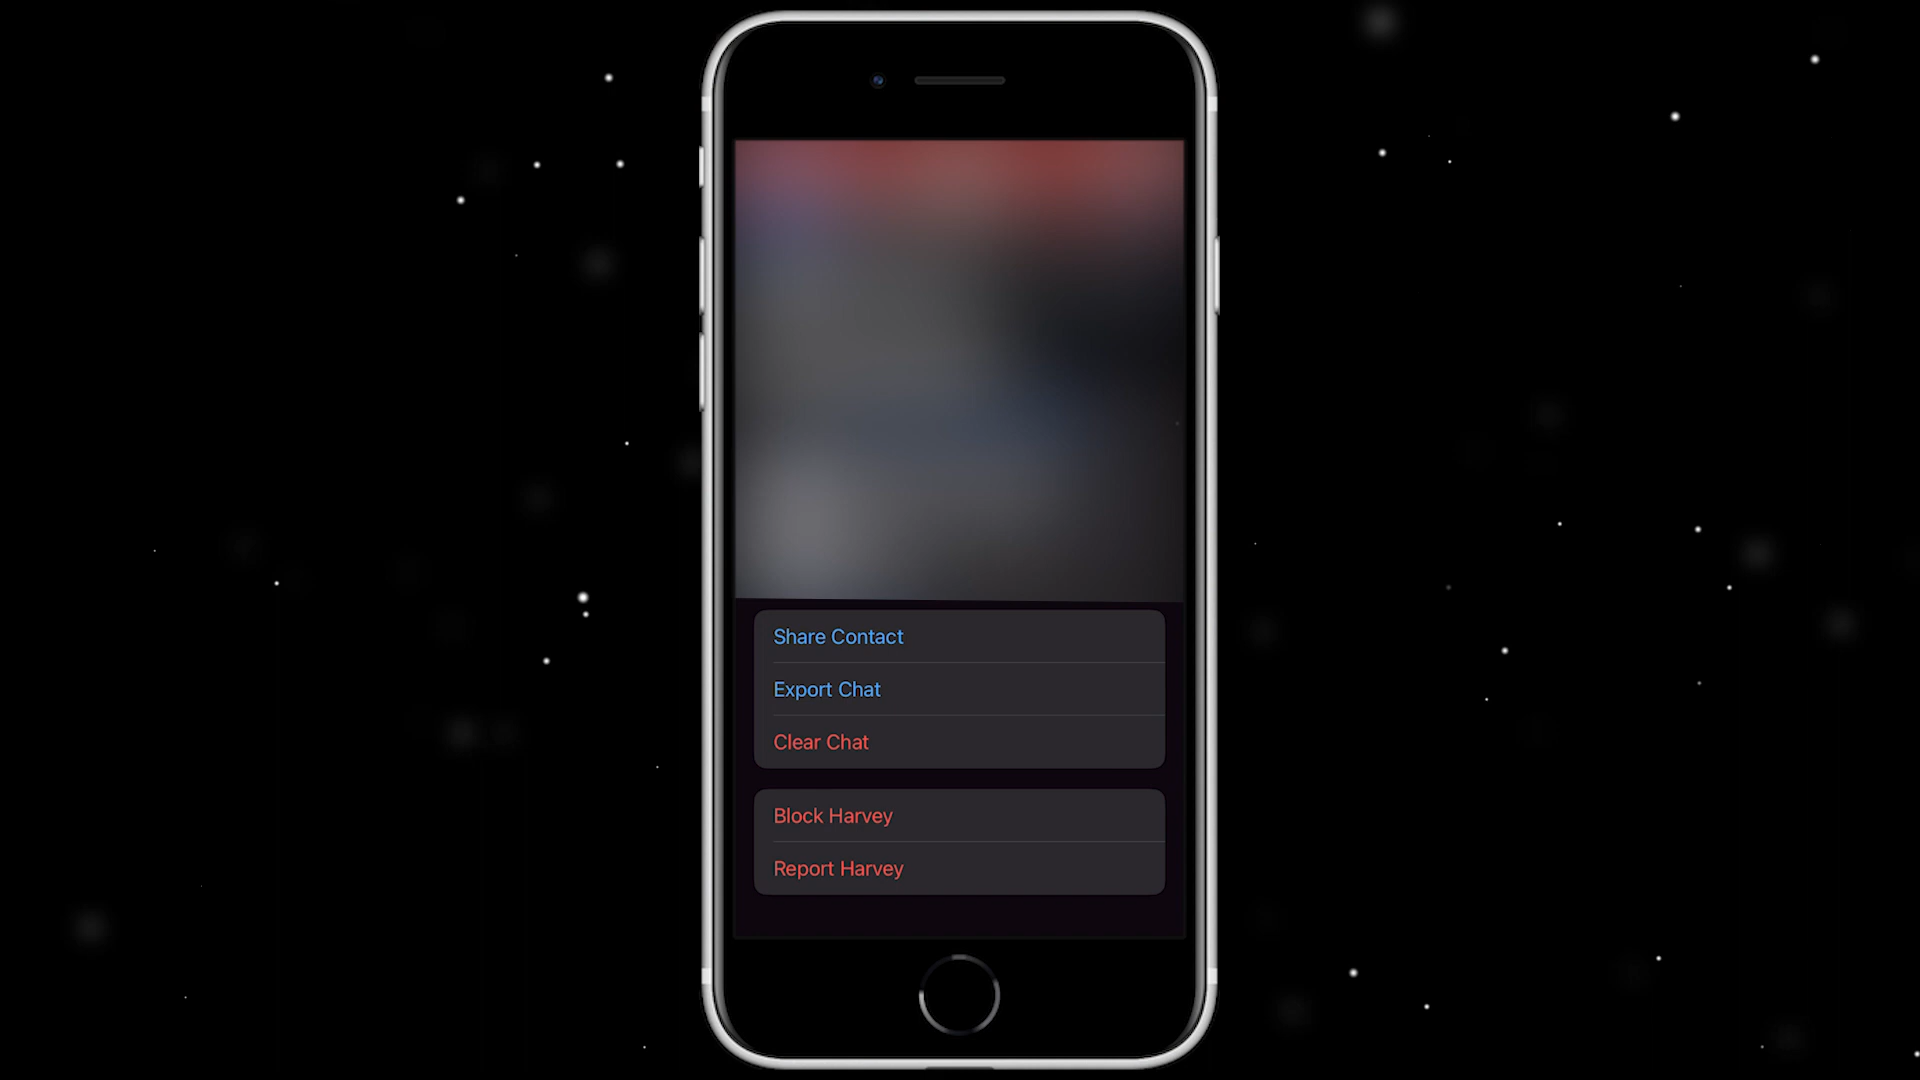 Share Contact
Export Chat
Clear Chat
Block Harvey
Report Harvey